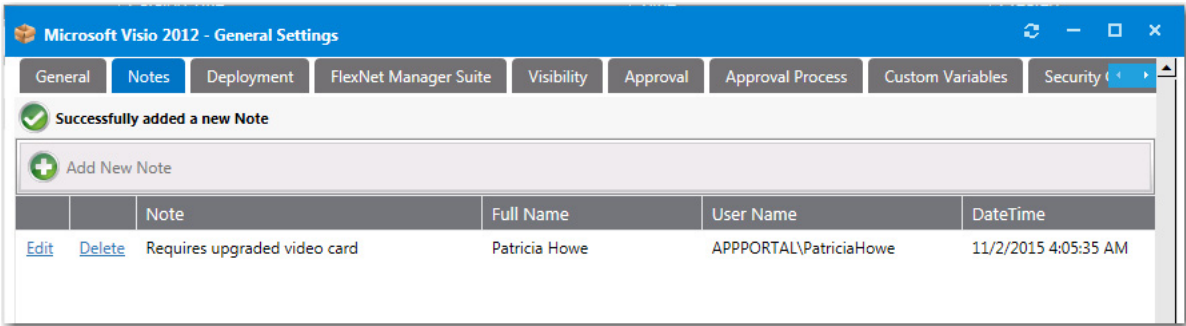 Microsoft Visio 2012 - General Settings
General Notes Deployment FlexNet Manager Suite Visibility Approval Approval Process Custom Variables Security
Successfully added a new Note
Add New Note
Note Full Name User Name DateTime
Edit Delete Requires upgraded video card Patricia Howe APPPORTAL\PatriciaHowe 11/2/2015 4:05:35 AM